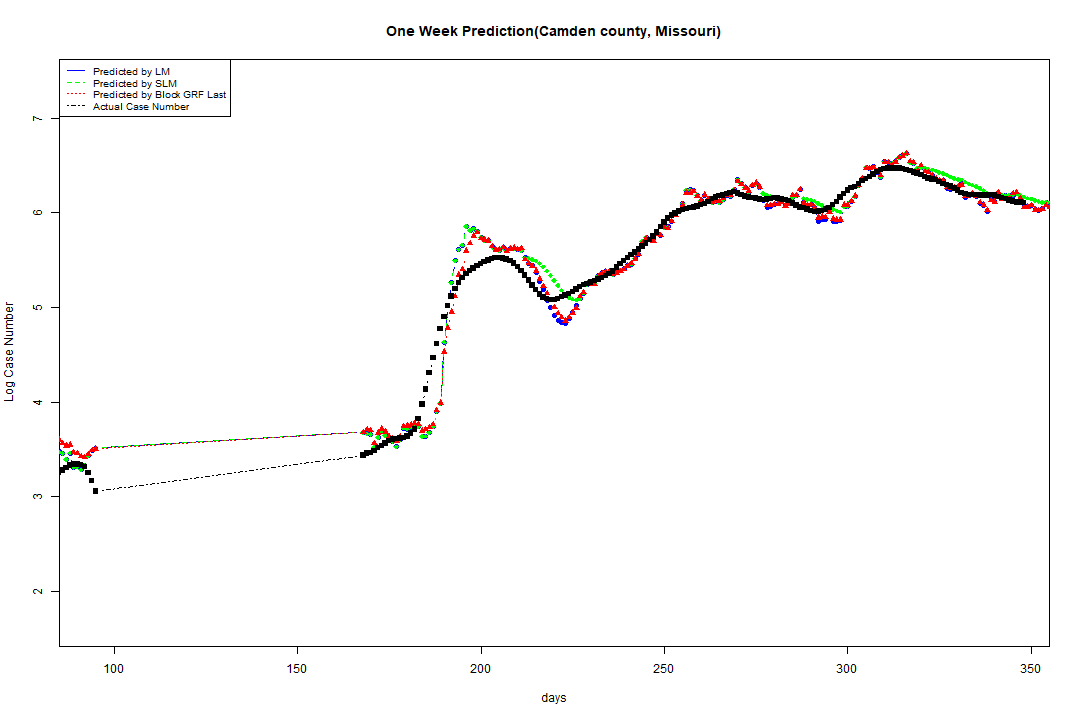 One Week Prediction(Camden county, Missouri)
Predicted by LM
Predicted by SLM
Predicted by Block GRF Last
Actual Case Number
Log Case Number
7
6
5
4
3
2
100 150 200 250 300 350
days